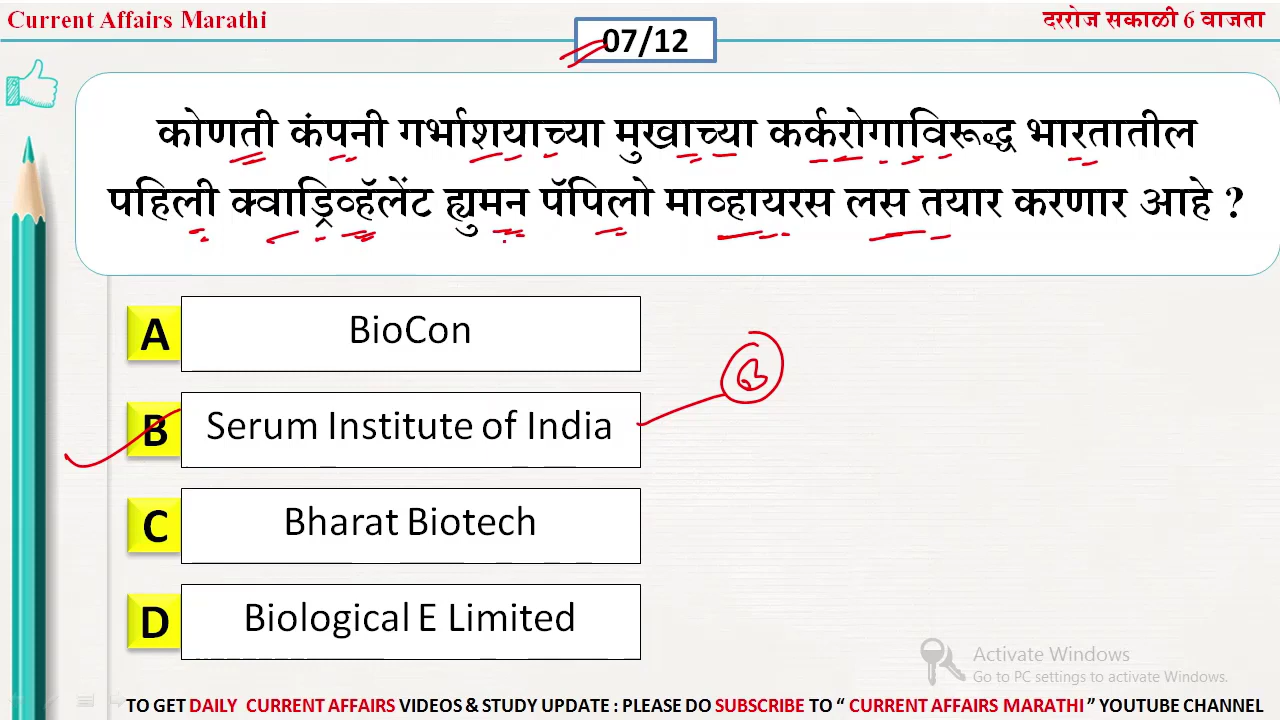 Current Affairs Marathi
07/12
दररोज सकाळी 6 वाजता
कोणती कंपनी गर्भाशयाच्या मुखाच्या कर्करोगाविरूद्ध भारतातील
पहिली क्वाड्रिव्हॅलेंट ह्युमन पॅपिलो माव्हायरस लस तयार करणार आहे ?
A BioCon
B Serum Institute of India
B
C Bharat Biotech
D Biological E Limited
Activate Windows
Go to PC settings to activate Windows.
TO GET DAILY CURRENT AFFAIRS VIDEOS & STUDY UPDATE : PLEASE DO SUBSCRIBE TO “ CURRENT AFFAIRS MARATHI ” YOUTUBE CHANNEL